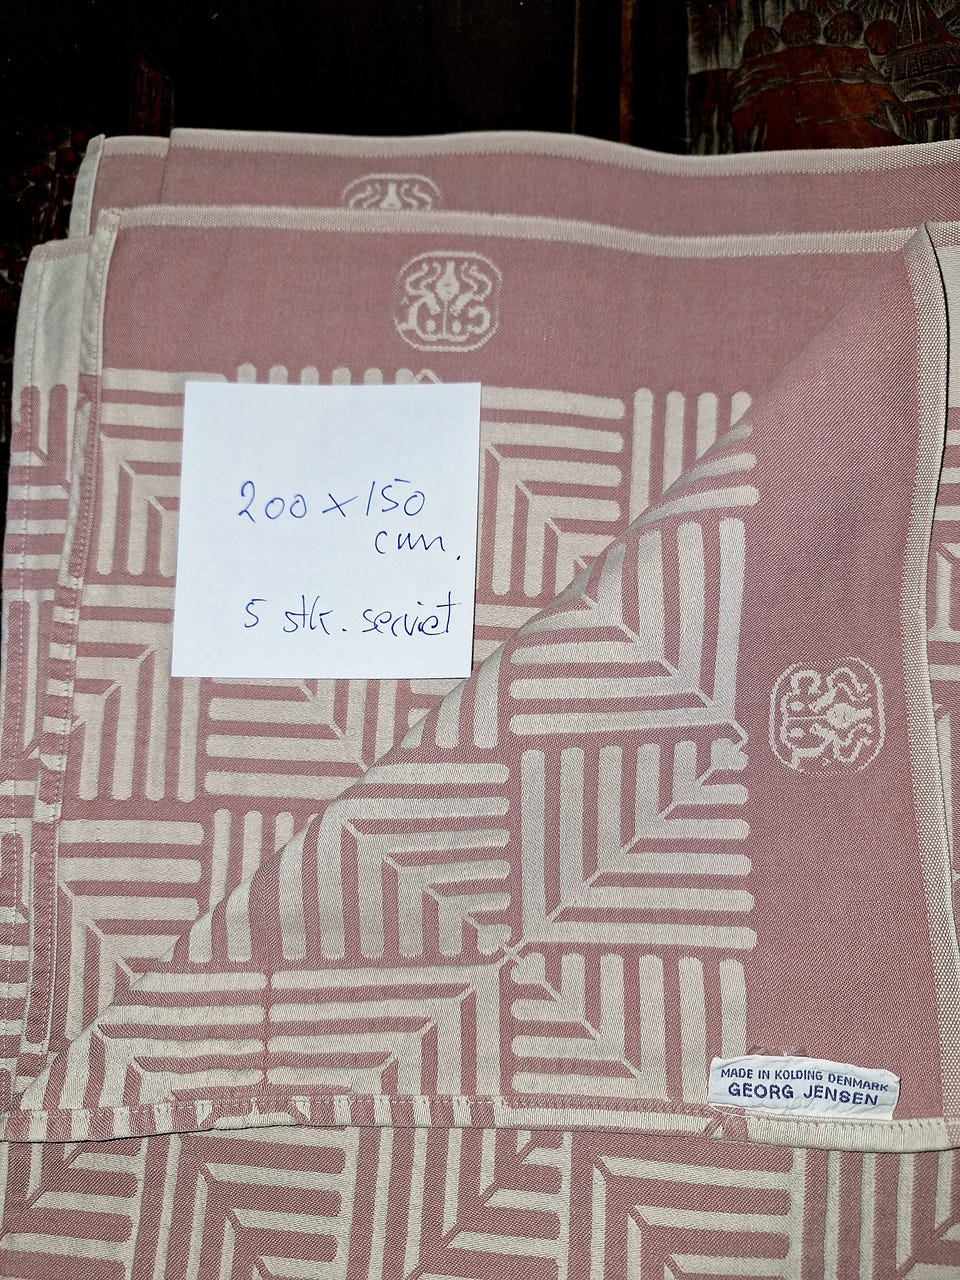 200 x 150
cm.
5 stk. serviet
MADE IN KOLDING DENMARK
GEORG JENSEN